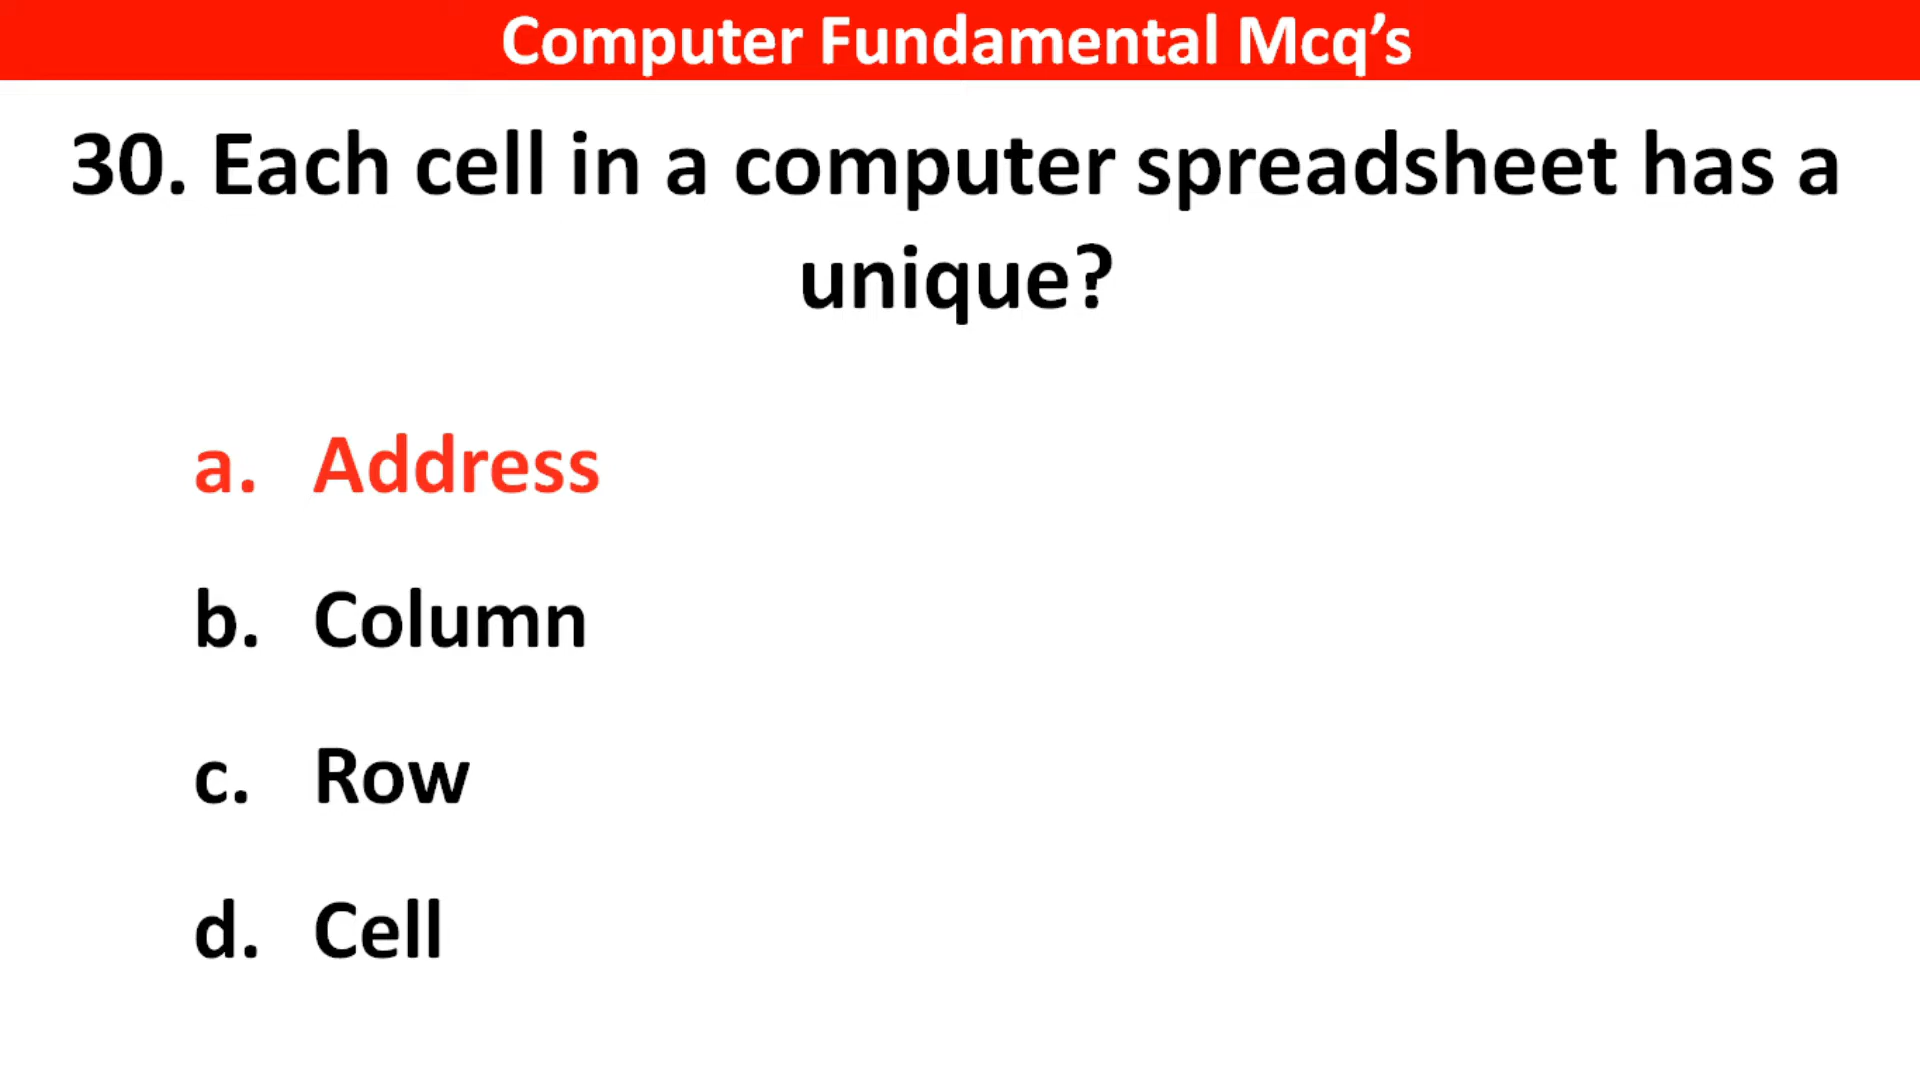 Computer Fundamental Mcq’s
30. Each cell in a computer spreadsheet has a
unique?
a. Address
b. Column
c. Row
d. Cell